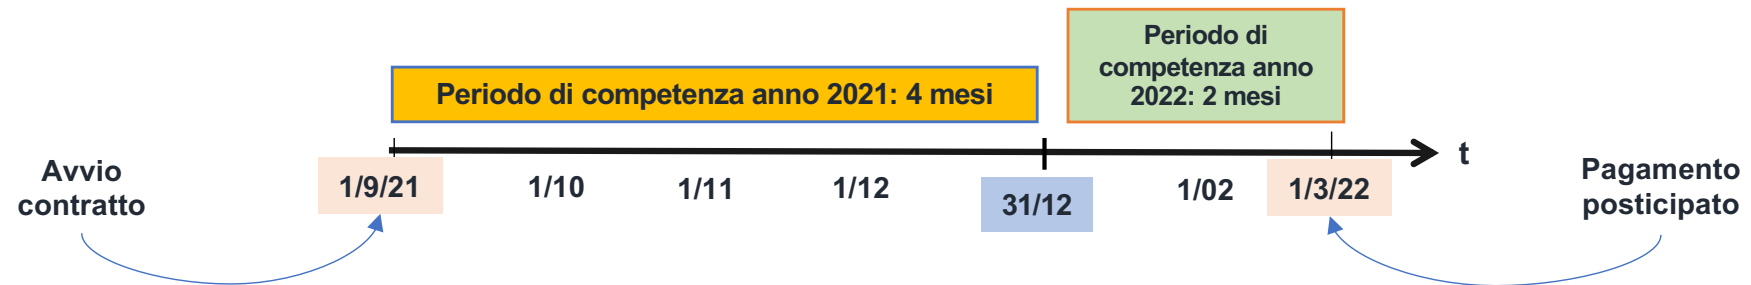 Periodo di
competenza anno
2022: 2 mesi
Periodo di competenza anno 2021: 4 mesi
t
Avvio
contratto
1/9/21
1/10
1/11
1/12
31/12
1/02
1/3/22
Pagamento
posticipato